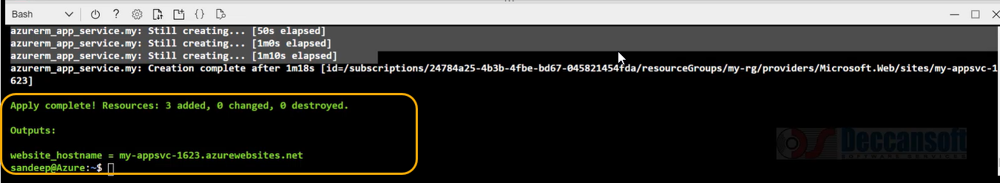 Bash
azurerm_app_service.my: Still creating... [50s elapsed]
azurerm_app_service.my: Still creating... [1m0s elapsed]
azurerm_app_service.my: Still creating... [1m10s elapsed]
azurerm_app_service.my: Creation complete after 1m18s [id=/subscriptions/24784a25-4b3b-4fbe-bd67-045821454fda/resourceGroups/my-rg/providers/Microsoft.Web/sites/my-appsvc-1
623]
Apply complete! Resources: 3 added, 0 changed, 0 destroyed.
Outputs:
website_hostname = my-appsvc-1623.azurewebsites.net
sandeep@Azure:~$
Deccansoft
SOFTWARE SERVICES